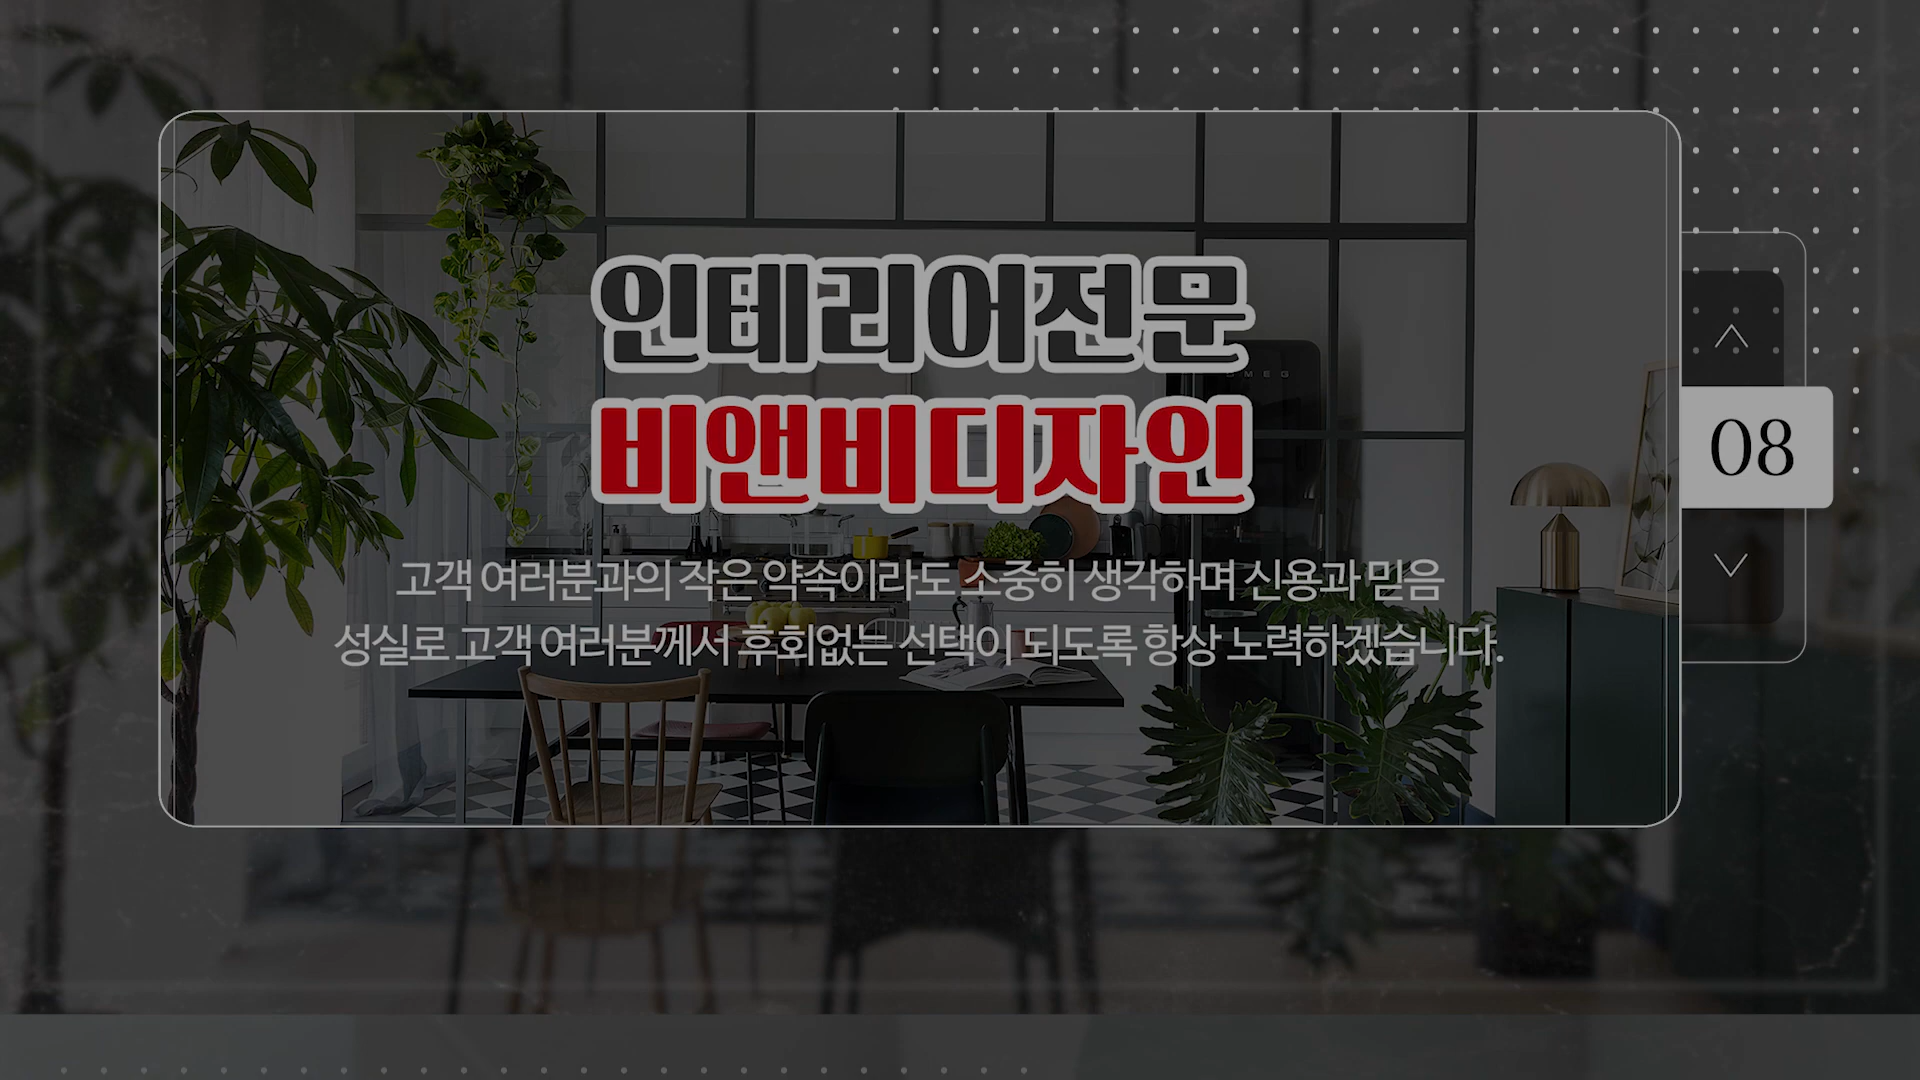 인테리어전문
비앤비디자인
고객 여러분과의 작은 약속이라도 소중히 생각하며 신용과 믿음
성실로 고객 여러분께서 후회없는 선택이 되도록 항상 노력하겠습니다.
08
SMEG